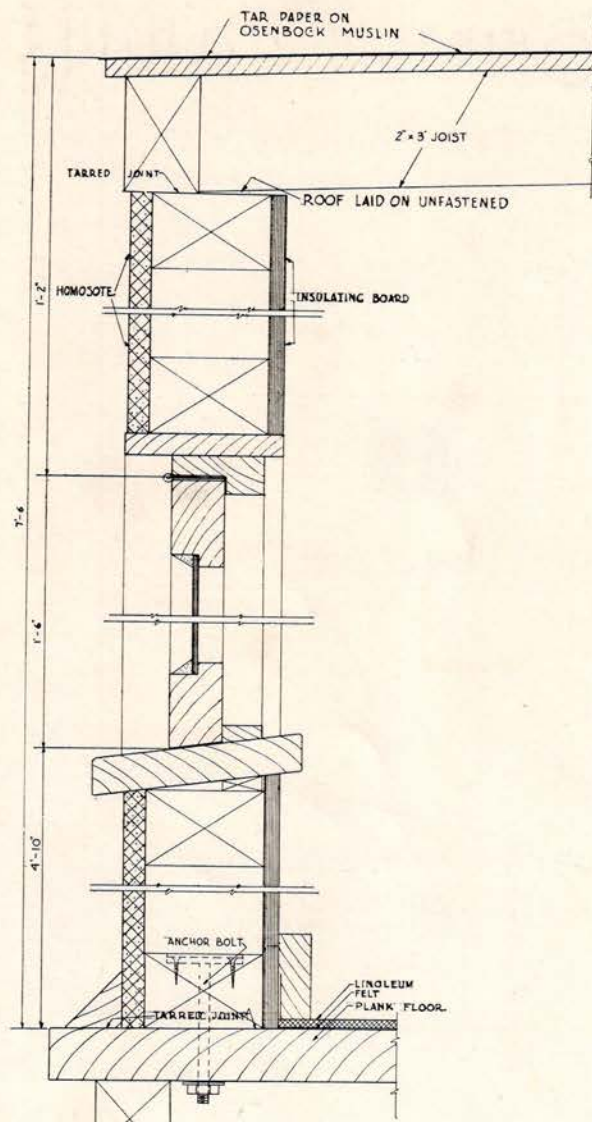 TAR PAPER ON
OSENBOCK MUSLIN
2" x 3" JOIST
TARRED JOINT
ROOF LAID ON UNFASTENED
HOMOSOTE
INSULATING BOARD
1'-2"
7'-6
1'-6"
4'-10"
ANCHOR BOLT
LINOLEUM
FELT
PLANK FLOOR
TARRED JOINT